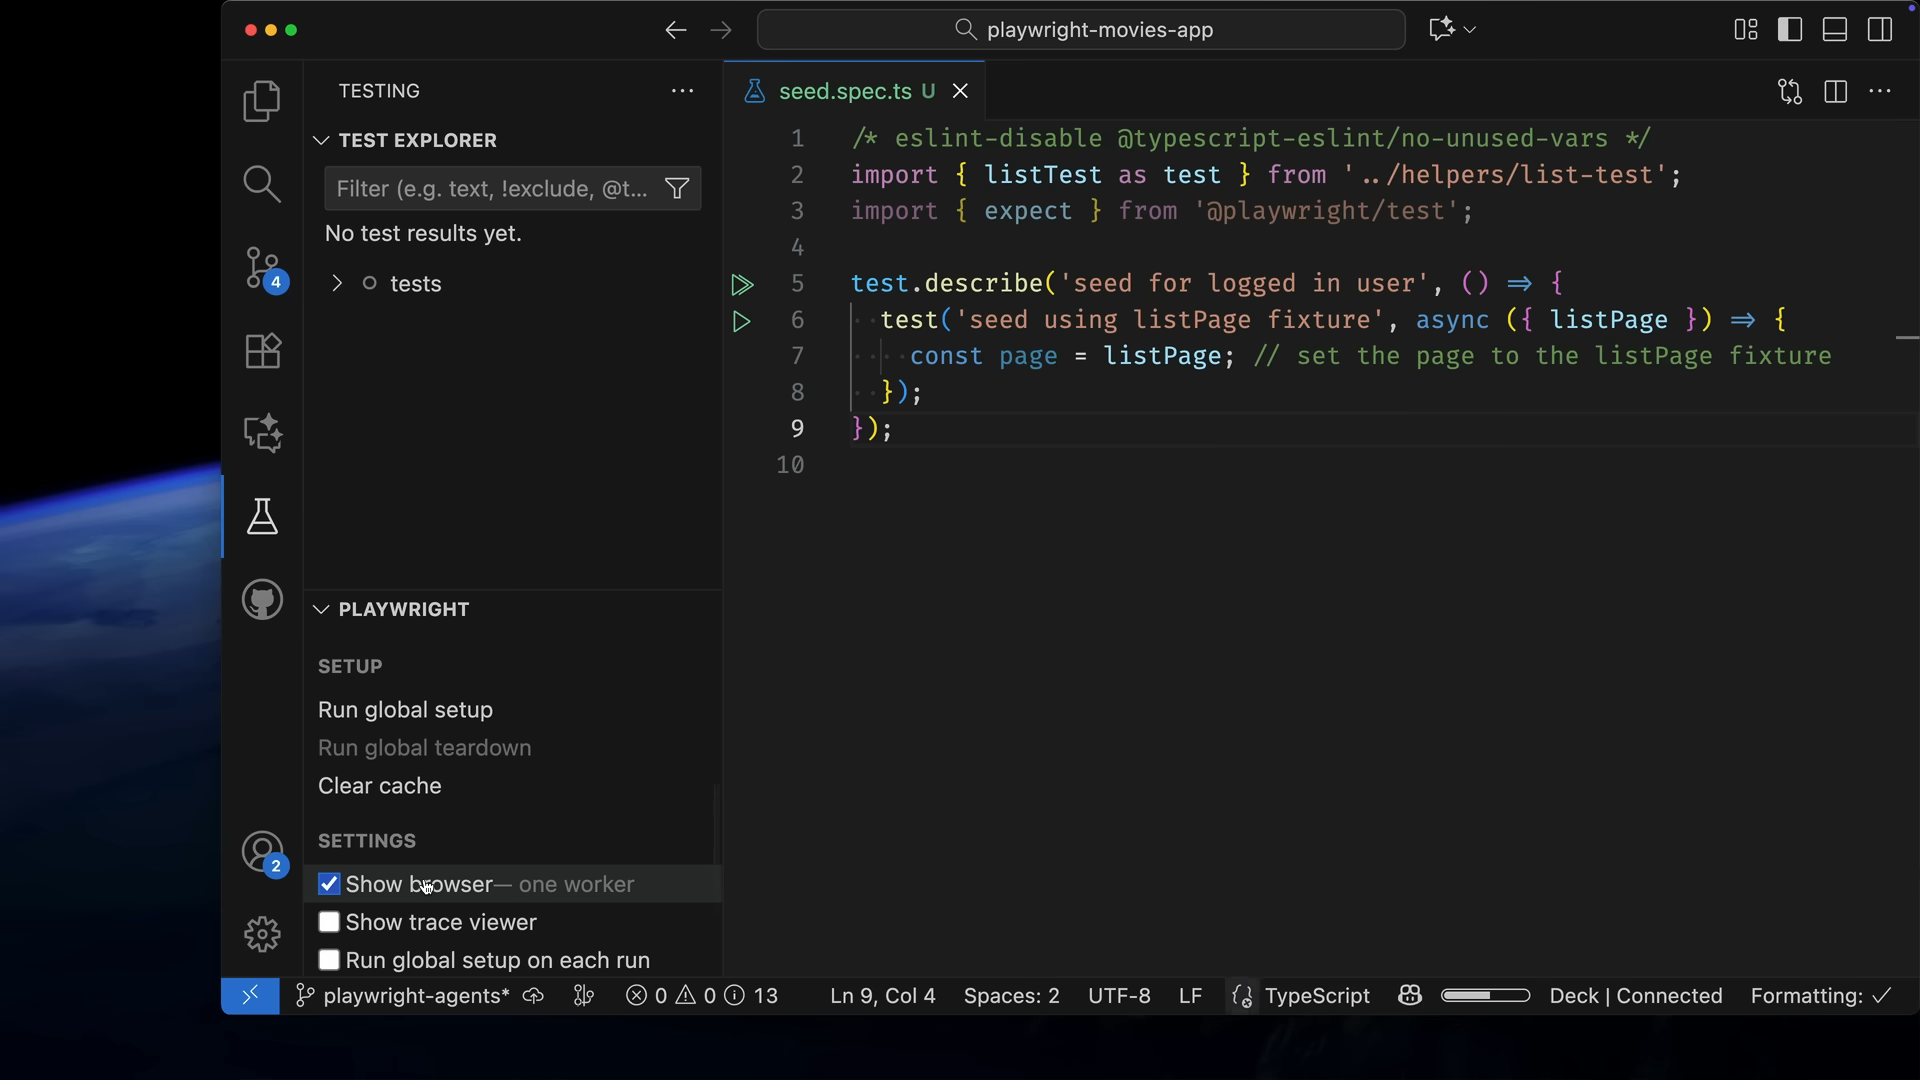 playwright-movies-app
TESTING
TEST EXPLORER
Filter (e.g. text, !exclude, @t...
No test results yet.
tests
4
2
PLAYWRIGHT
SETUP
Run global setup
Run global teardown
Clear cache
SETTINGS
Show browser — one worker
Show trace viewer
Run global setup on each run
seed.spec.ts U
1 /* eslint-disable @typescript-eslint/no-unused-vars */
2 import { listTest as test } from '../helpers/list-test';
3 import { expect } from '@playwright/test';
4
5 test.describe('seed for logged in user', () => {
6 test('seed using listPage fixture', async ({ listPage }) => {
7 const page = listPage; // set the page to the listPage fixture
8 });
9 });
10
playwright-agents* 0 0 13 Ln 9, Col 4 Spaces: 2 UTF-8 LF TypeScript Deck | Connected Formatting: ✓